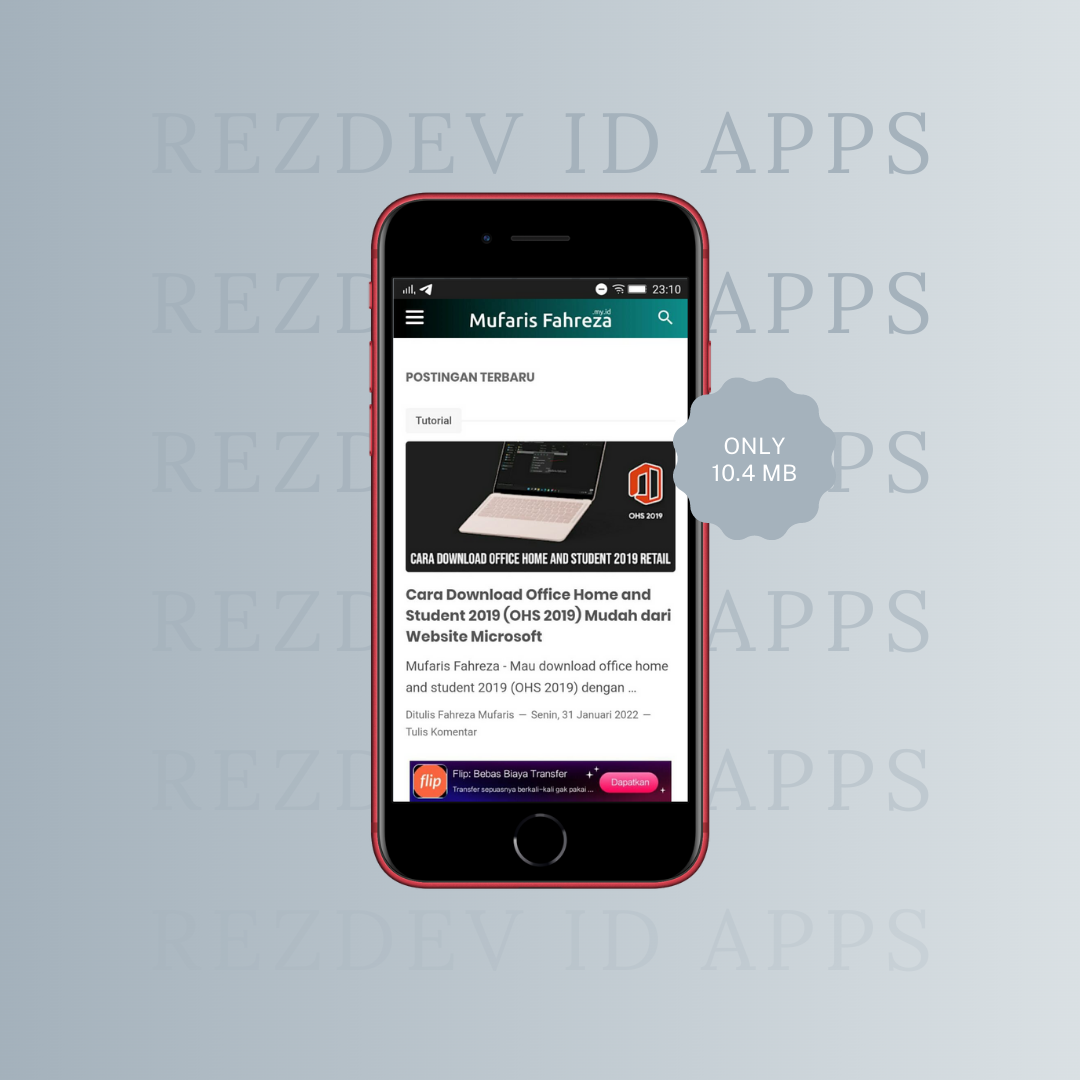 REZDEV ID APPS
23:10
Mufaris Fahreza
.my.id
REZD APPS
POSTINGAN TERBARU
Tutorial
ONLY
10.4 MB
REZD PS
OHS 2019
CARA DOWNLOAD OFFICE HOME AND STUDENT 2019 RETAIL
Cara Download Office Home and
Student 2019 (OHS 2019) Mudah dari
Website Microsoft
REZD APPS
Mufaris Fahreza - Mau download office home
and student 2019 (OHS 2019) dengan ...
Ditulis Fahreza Mufaris — Senin, 31 Januari 2022 —
Tulis Komentar
flip
Flip: Bebas Biaya Transfer
Transfer sepuasnya berkali-kali gak pakai ...
Dapatkan
REZD APPS
REZDEV ID APPS